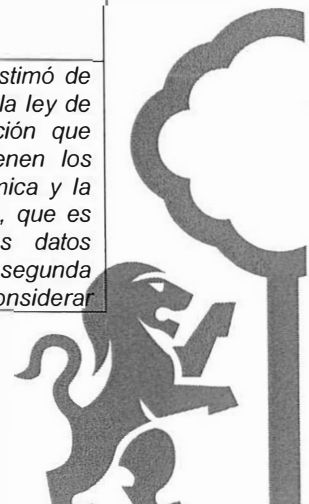 stimó de
la ley de
ción que
enen los
nica y la
, que es
s datos
segunda
onsiderar